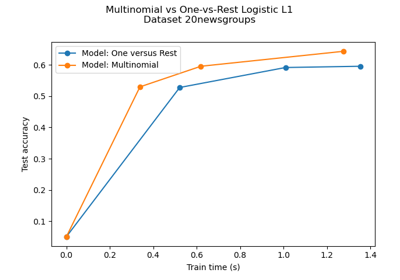 Multinomial vs One-vs-Rest Logistic L1
Dataset 20newsgroups
Model: One versus Rest
Model: Multinomial
Test accuracy
0.6
0.5
0.4
0.3
0.2
0.1
0.0 0.2 0.4 0.6 0.8 1.0 1.2 1.4
Train time (s)